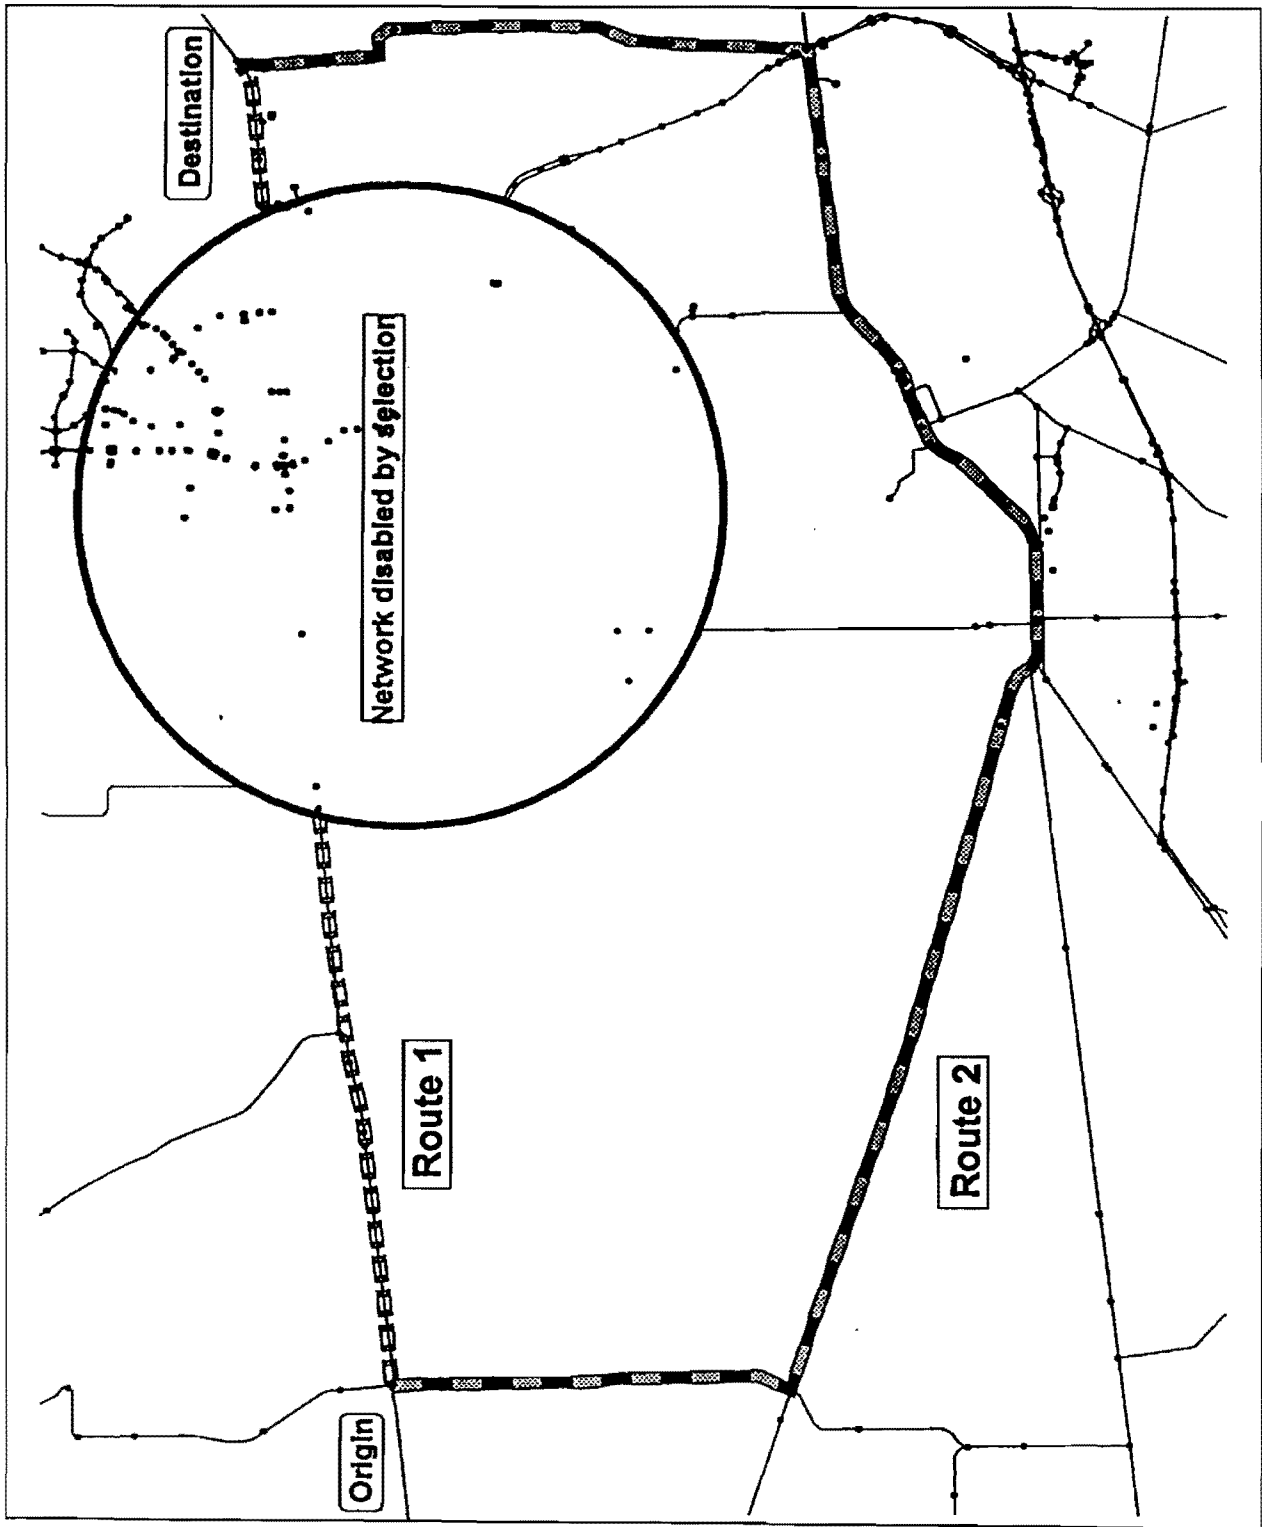 Destination
Network disabled by selection
Route 1
Route 2
Origin